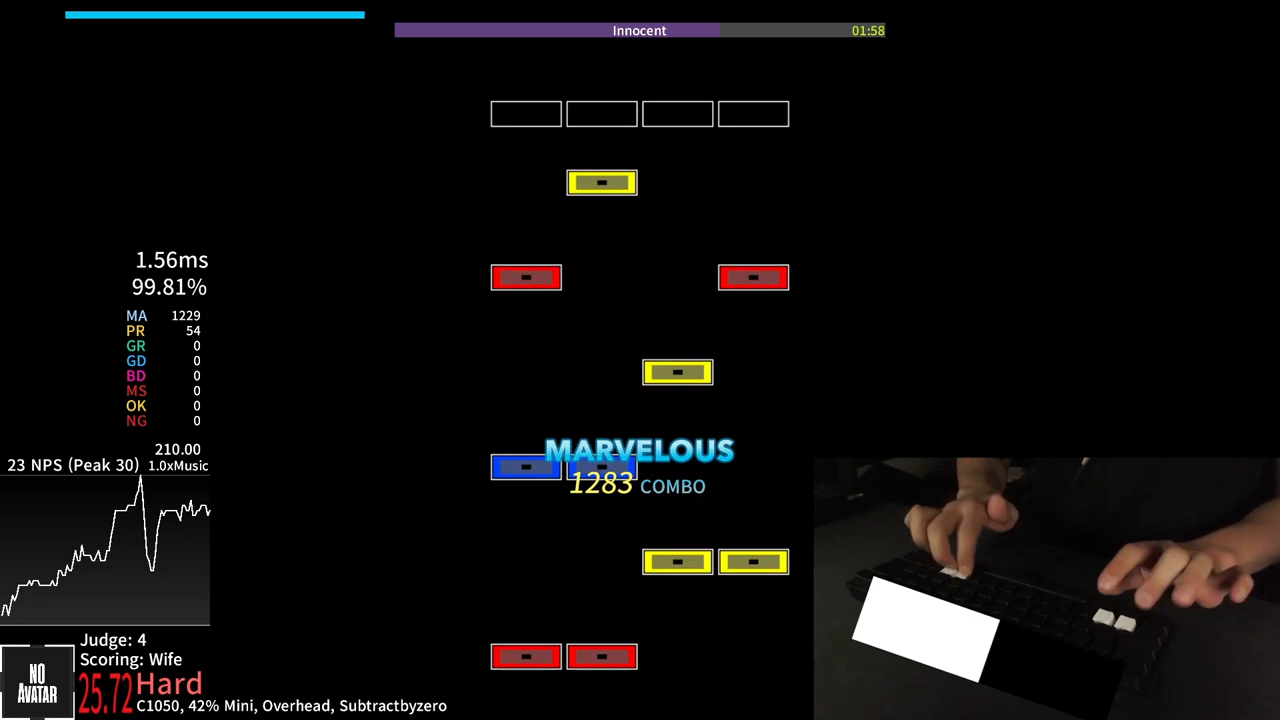 Innocent 01:58
1.56ms
99.81%
MA 1229
PR 54
GR 0
GD 0
BD 0
MS 0
OK 0
NG 0
MARVELOUS
1283 COMBO
210.00
23 NPS (Peak 30) 1.0xMusic
Judge: 4
Scoring: Wife
NO AVATAR
25.72 Hard
C1050, 42% Mini, Overhead, Subtractbyzero